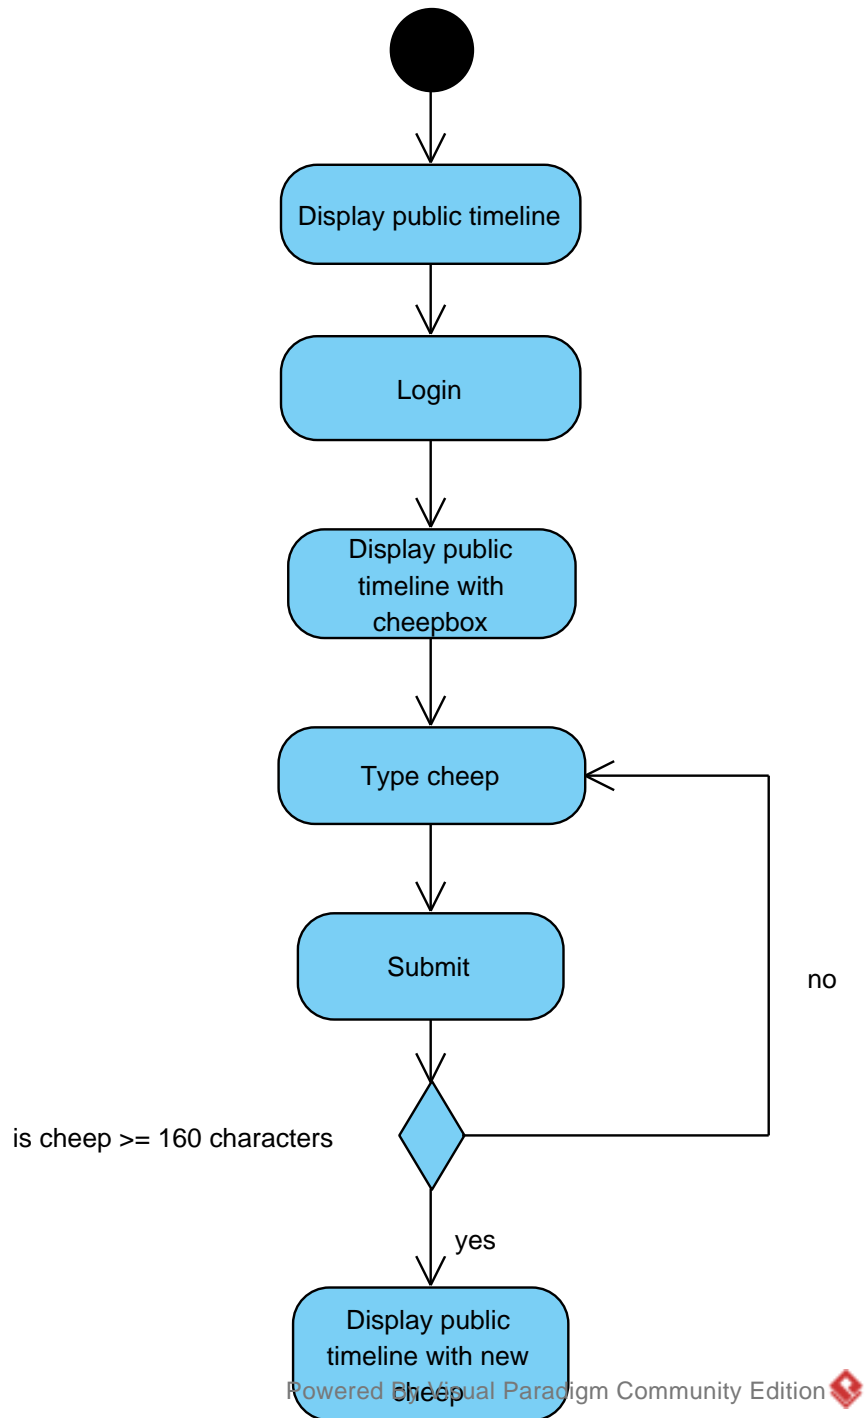 Display public timeline
Login
Display public
timeline with
cheepbox
Type cheep
Submit
no
is cheep >= 160 characters
yes
Display public
timeline with new
cheep
Powered By Visual Paradigm Community Edition